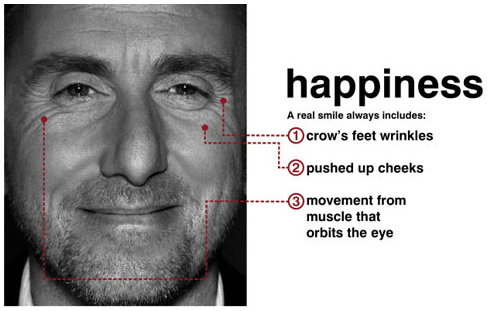 happiness
A real smile always includes:
1 crow's feet wrinkles
2 pushed up cheeks
3 movement from
muscle that
orbits the eye